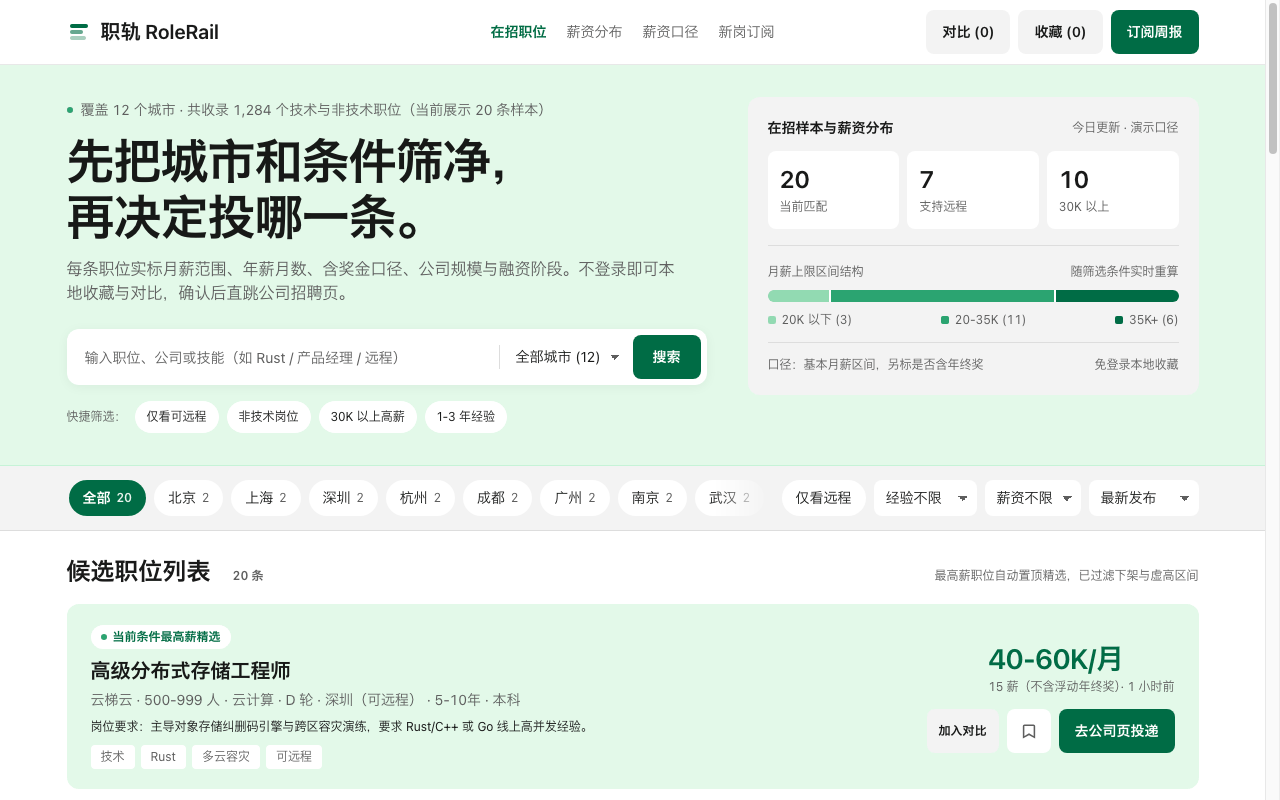 职轨 RoleRail
在招职位 薪资分布 薪资口径 新岗订阅
对比 (0) 收藏 (0) 订阅周报
覆盖 12 个城市 · 共收录 1,284 个技术与非技术职位（当前展示 20 条样本）
先把城市和条件筛净，
再决定投哪一条。
每条职位实标月薪范围、年薪月数、含奖金口径、公司规模与融资阶段。不登录即可本
地收藏与对比，确认后直跳公司招聘页。
输入职位、公司或技能（如 Rust / 产品经理 / 远程） 全部城市 (12) 搜索
快捷筛选： 仅看可远程 非技术岗位 30K 以上高薪 1-3 年经验
在招样本与薪资分布 今日更新 · 演示口径
20 7 10
当前匹配 支持远程 30K 以上
月薪上限区间结构 随筛选条件实时重算
20K 以下 (3) 20-35K (11) 35K+ (6)
口径：基本月薪区间，另标是否含年终奖 免登录本地收藏
全部 20 北京 2 上海 2 深圳 2 杭州 2 成都 2 广州 2 南京 2 武汉 2 仅看远程 经验不限 薪资不限 最新发布
候选职位列表 20 条 最高薪职位自动置顶精选，已过滤下架与虚高区间
当前条件最高薪精选
高级分布式存储工程师
云梯云 · 500-999 人 · 云计算 · D 轮 · 深圳（可远程） · 5-10年 · 本科
岗位要求：主导对象存储纠删码引擎与跨区容灾演练，要求 Rust/C++ 或 Go 线上高并发经验。
技术 Rust 多云容灾 可远程
40-60K/月
15 薪（不含浮动年终奖）· 1 小时前
加入对比 去公司页投递